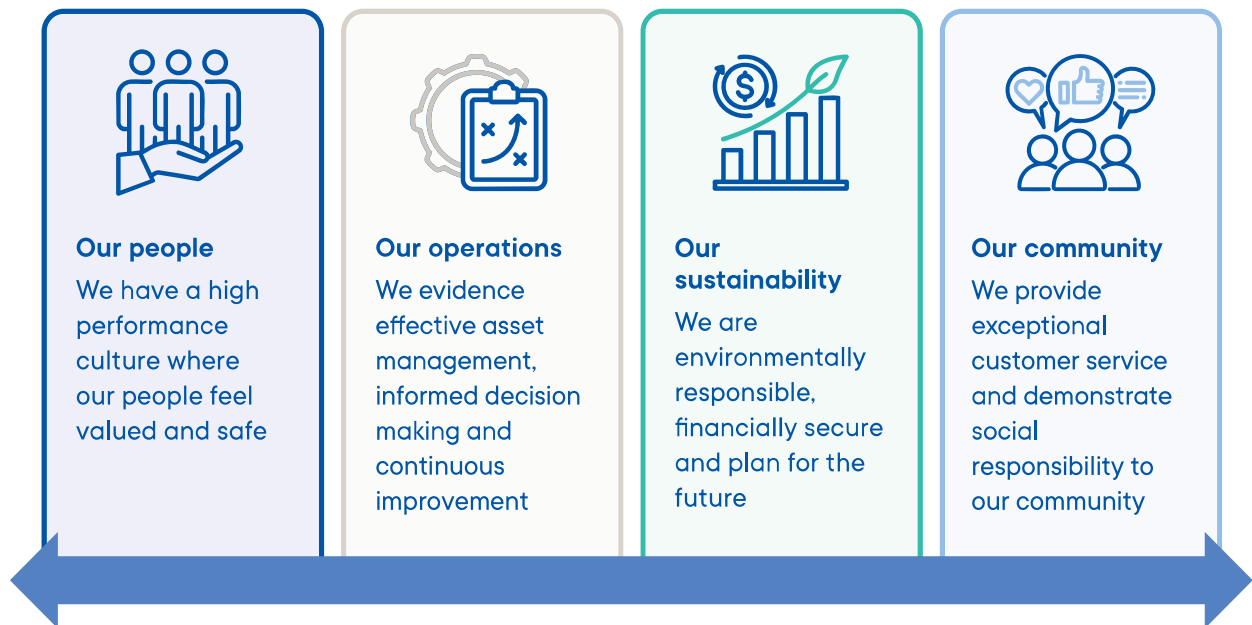 Our people
We have a high
performance
culture where
our people feel
valued and safe
Our operations
We evidence
effective asset
management,
informed decision
making and
continuous
improvement
$
Our
sustainability
We are
environmentally
responsible,
financially secure
and plan for the
future
Our community
We provide
exceptional
customer service
and demonstrate
social
responsibility to
our community